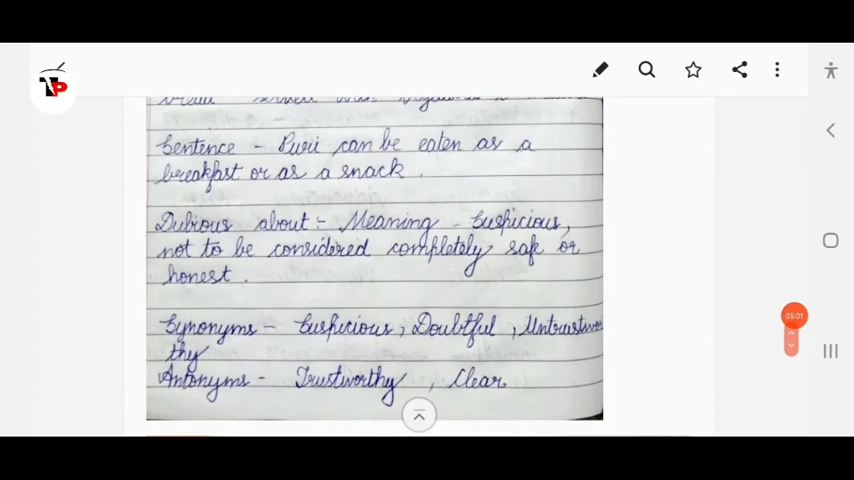 Sentence - Puri can be eaten as a
breakfast or as a snack.
Dubious about :- Meaning - Suspicious,
not to be considered completely safe or
honest.
Synonyms - Suspicious, Doubtful, Untrustwor
thy
Antonyms - Trustworthy, Clear
05:01